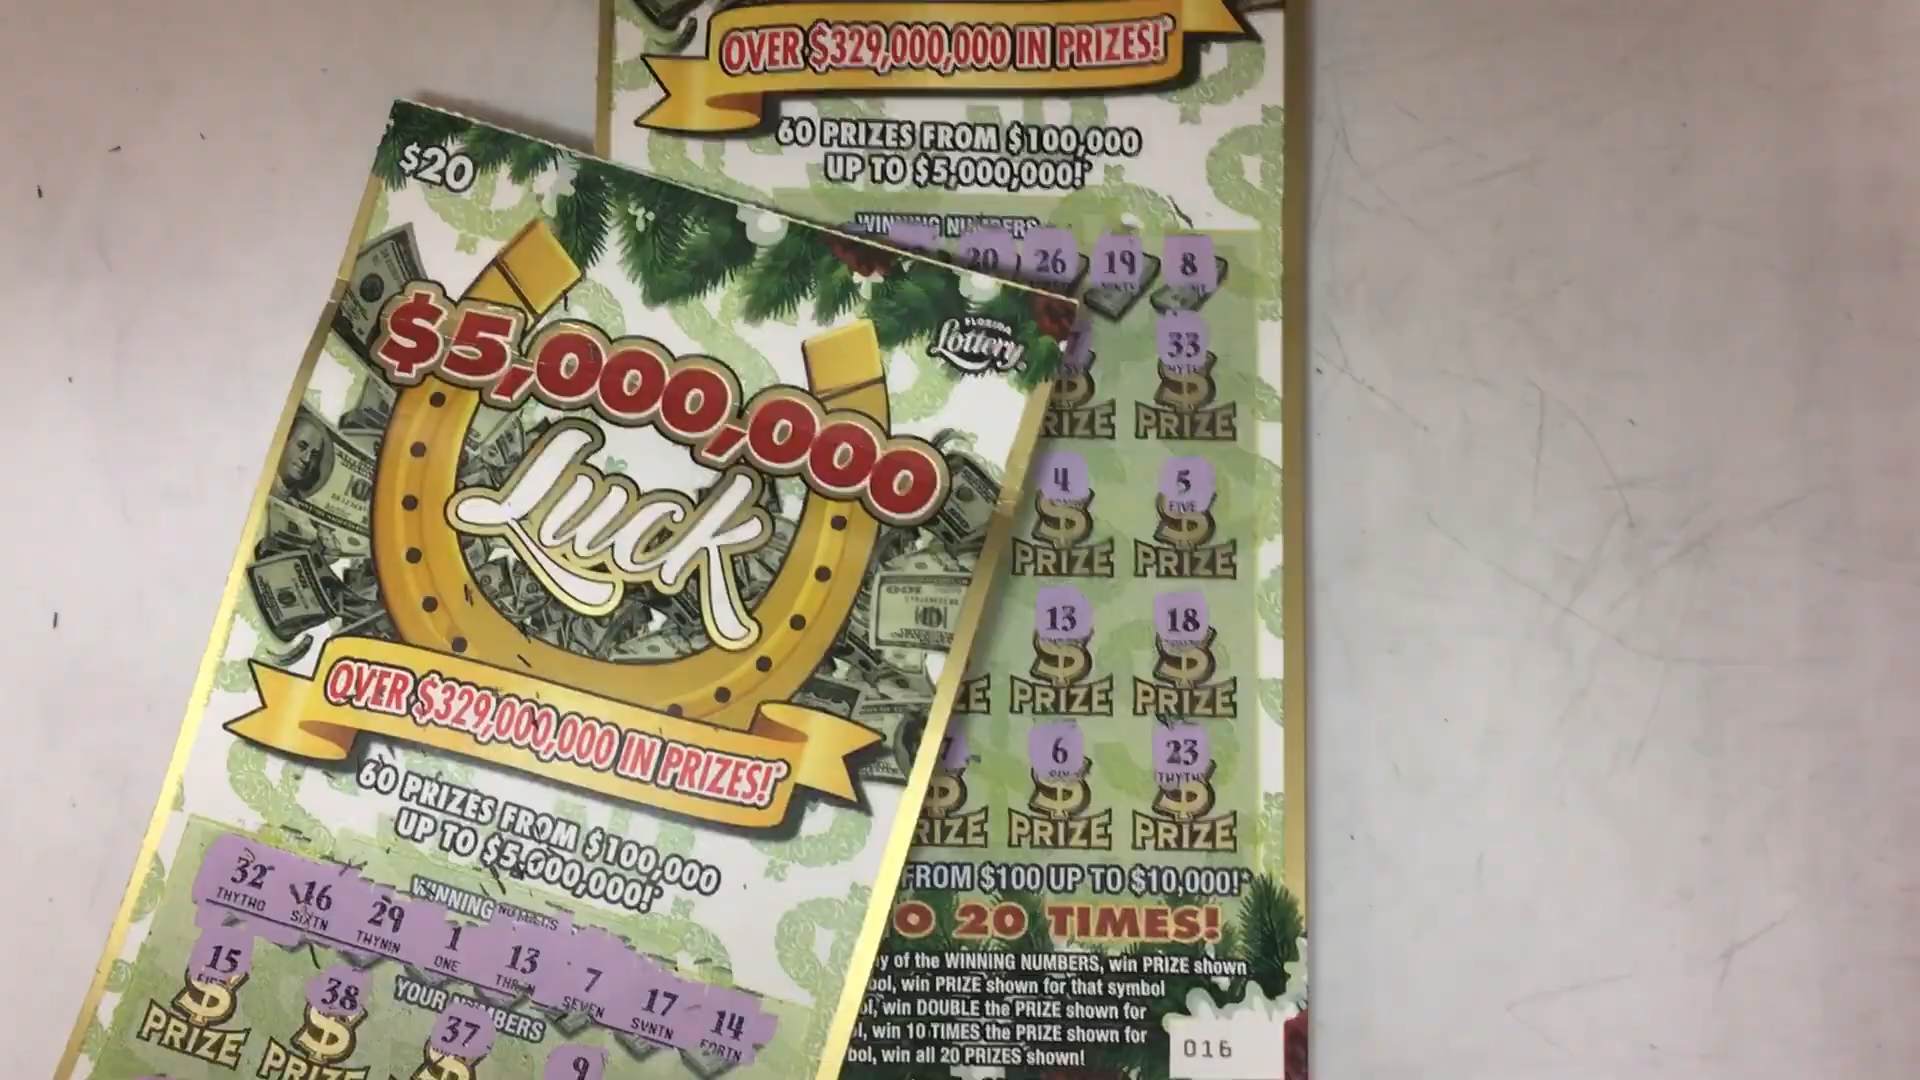 OVER $329,000,000 IN PRIZES!*
60 PRIZES FROM $100,000
UP TO $5,000,000!*
WINNING NUMBERS
20 26 19 8
33
PRIZE
4 5
FIVE
PRIZE PRIZE
13 18
PRIZE PRIZE
6 23
PRIZE PRIZE
FROM $100 UP TO $10,000!*
20 TIMES!
of the WINNING NUMBERS, win PRIZE shown
win PRIZE shown for that symbol
win DOUBLE the PRIZE shown for
win 10 TIMES the PRIZE shown for
win all 20 PRIZES shown!
016
$20
FLORIDA
Lottery
$5,000,000
Luck
OVER $329,000,000 IN PRIZES!*
60 PRIZES FROM $100,000
UP TO $5,000,000!*
WINNING
32 16 29 1 13 7 17 14
THYTWO SIXTN THYNIN ONE SEVEN SVNTN FORTN
YOUR NUMBERS
15 38 37 9
PRIZE PRIZE